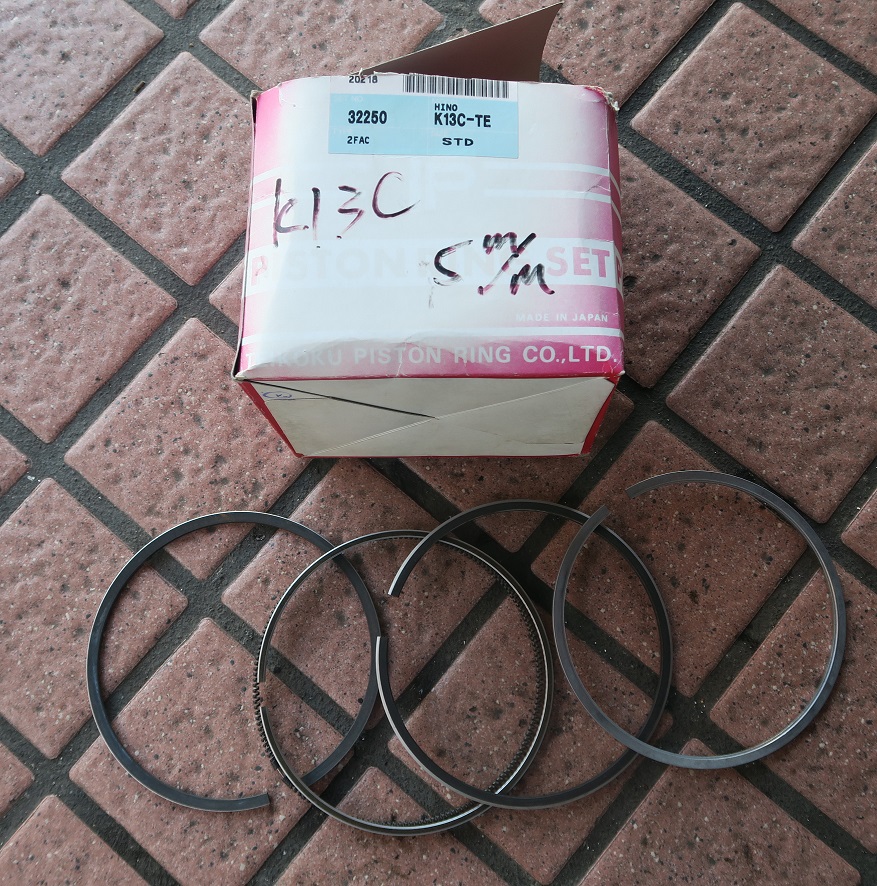 20218
HINO
32250 K13C-TE
2FAC STD
K13C
5 m/m
PISTON RING SET
MADE IN JAPAN
TEIKOKU PISTON RING CO.,LTD.